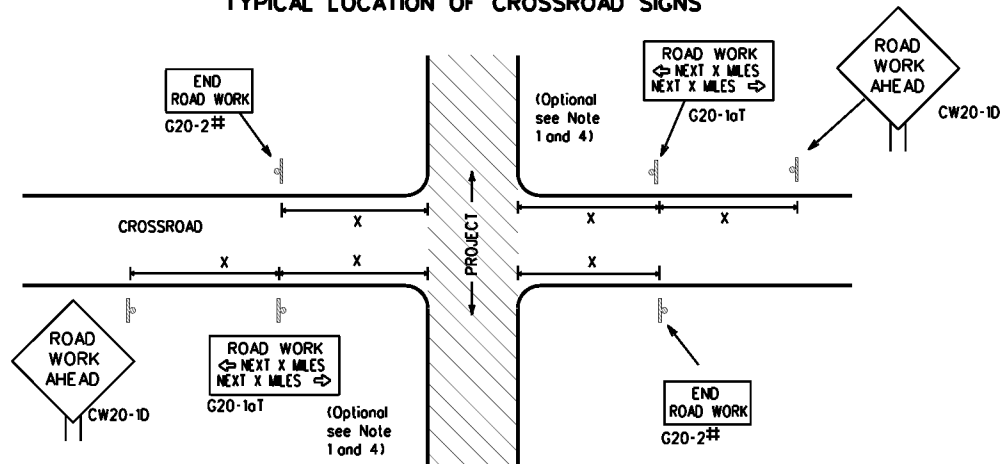 TYPICAL LOCATION OF CROSSROAD SIGNS
END
ROAD WORK
G20-2#
(Optional
see Note
1 and 4)
ROAD WORK
⇦ NEXT X MILES
NEXT X MILES ⇨
G20-1aT
ROAD
WORK
AHEAD
CW20-1D
X
X
X
CROSSROAD
PROJECT
X
X
X
ROAD
WORK
AHEAD
CW20-1D
ROAD WORK
⇦ NEXT X MILES
NEXT X MILES ⇨
G20-1aT
(Optional
see Note
1 and 4)
END
ROAD WORK
G20-2#